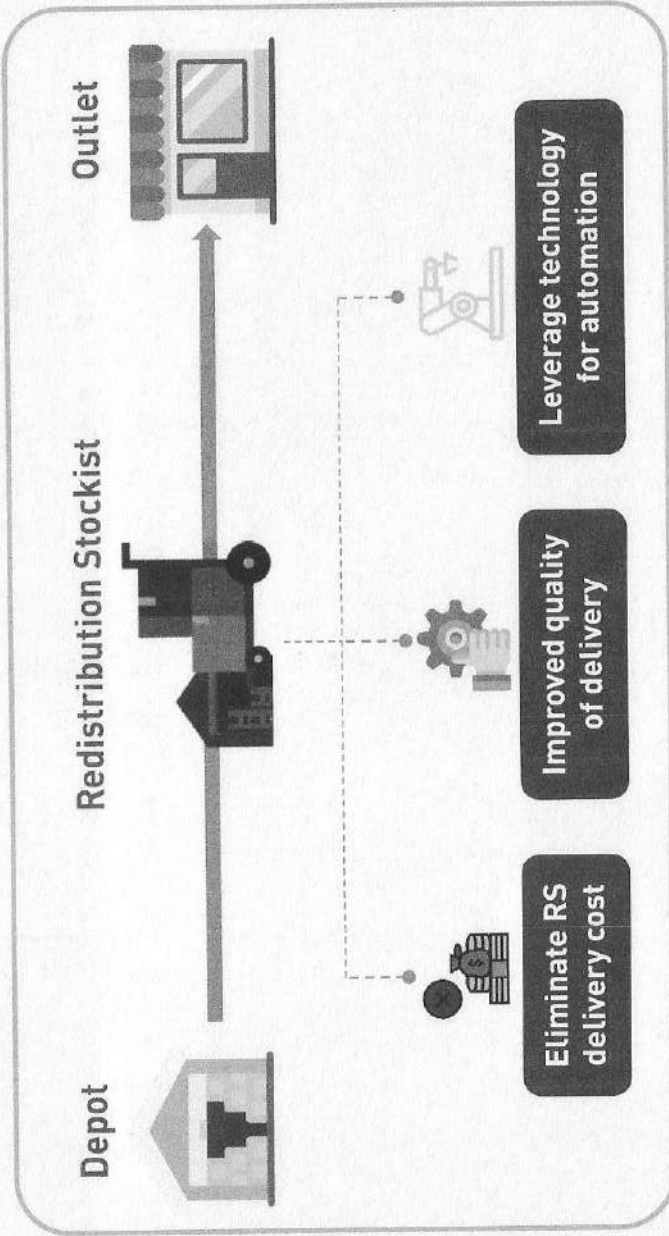 Depot
Redistribution Stockist
Outlet
Eliminate RS
delivery cost
Improved quality
of delivery
Leverage technology
for automation